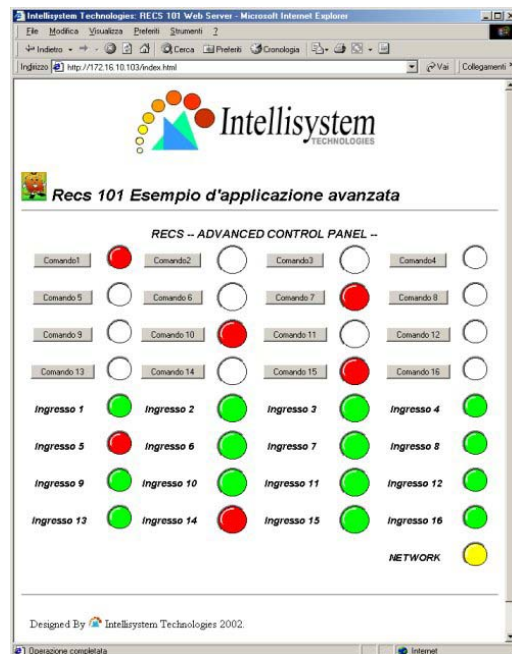 Intellisystem Technologies: RECS 101 Web Server - Microsoft Internet Explorer
File Modifica Visualizza Preferiti Strumenti ?
Indietro Cerca Preferiti Cronologia
Indirizzo http://172.16.10.103/index.html Vai Collegamenti
Intellisystem
TECHNOLOGIES
Recs 101 Esempio d'applicazione avanzata
RECS -- ADVANCED CONTROL PANEL --
Comando1 Comando2 Comando3 Comando4
Comando 5 Comando 6 Comando 7 Comando 8
Comando 9 Comando 10 Comando 11 Comando 12
Comando 13 Comando 14 Comando 15 Comando 16
Ingresso 1 Ingresso 2 Ingresso 3 Ingresso 4
Ingresso 5 Ingresso 6 Ingresso 7 Ingresso 8
Ingresso 9 Ingresso 10 Ingresso 11 Ingresso 12
Ingresso 13 Ingresso 14 Ingresso 15 Ingresso 16
NETWORK
Designed By Intellisystem Technologies 2002.
Operazione completata Internet